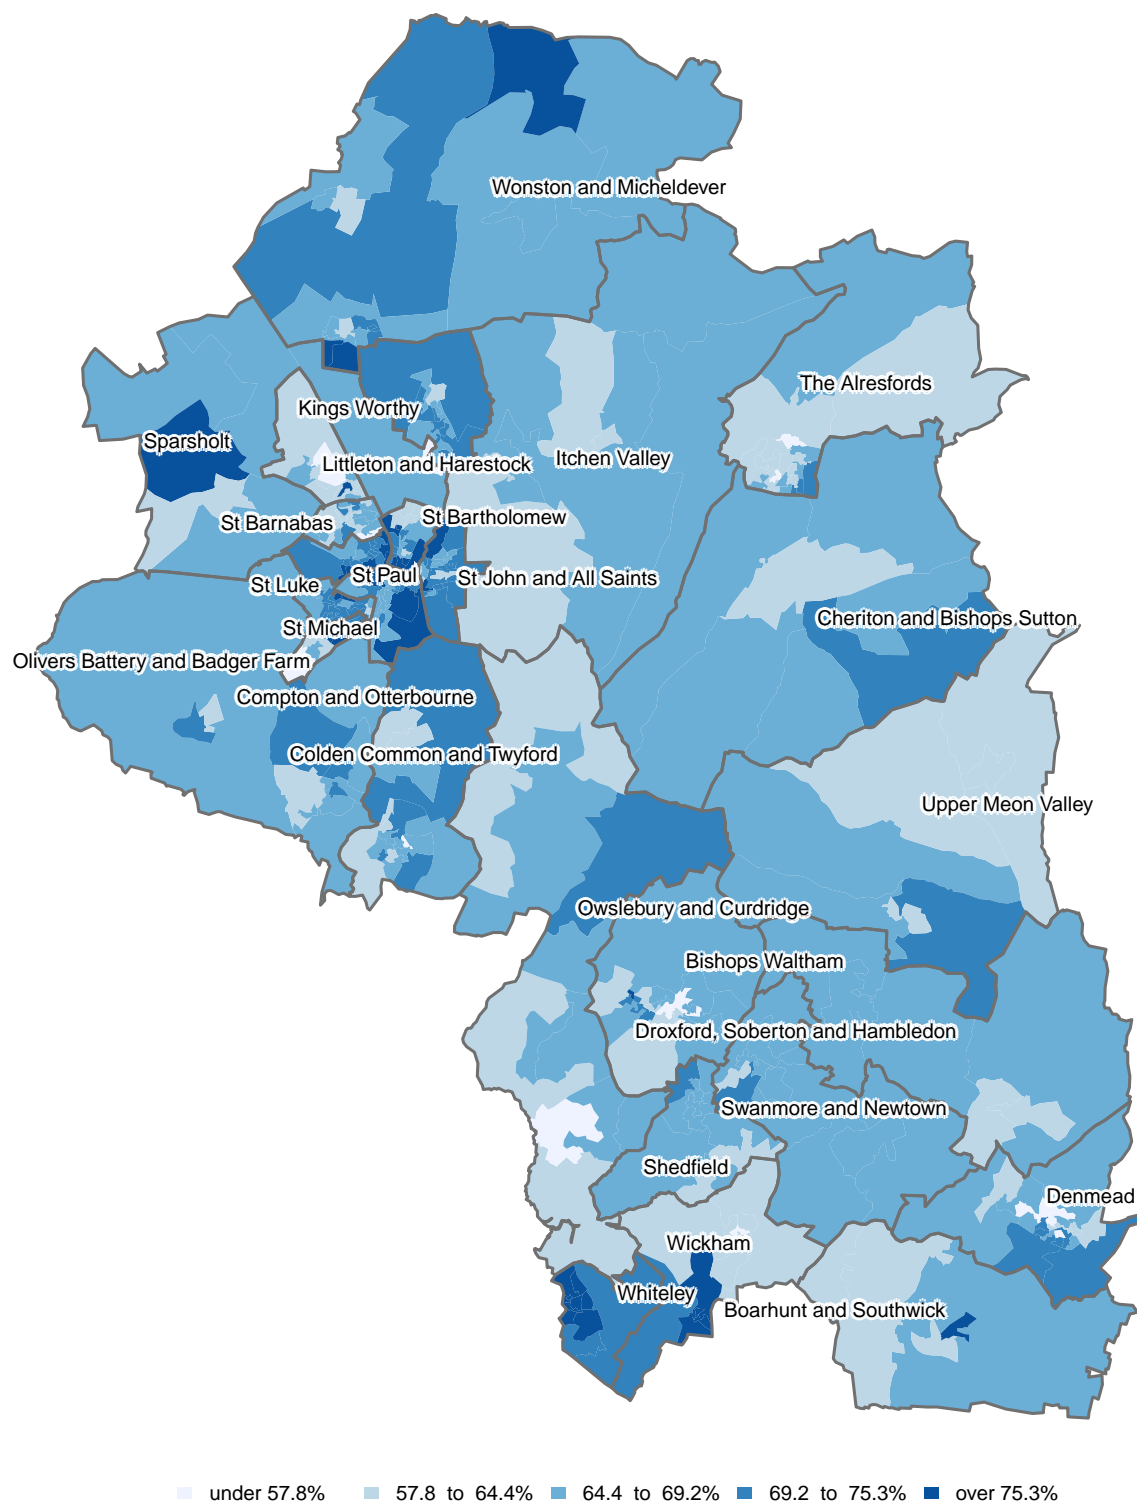 Wonston and Micheldever
The Alresfords
Kings Worthy
Sparsholt
Itchen Valley
Littleton and Harestock
St Bartholomew
St Barnabas
St Paul
St John and All Saints
St Luke
Cheriton and Bishops Sutton
St Michael
Olivers Battery and Badger Farm
Compton and Otterbourne
Colden Common and Twyford
Upper Meon Valley
Owslebury and Curdridge
Bishops Waltham
Droxford, Soberton and Hambledon
Swanmore and Newtown
Shedfield
Denmead
Wickham
Whiteley
Boarhunt and Southwick
under 57.8% 57.8 to 64.4% 64.4 to 69.2% 69.2 to 75.3% over 75.3%